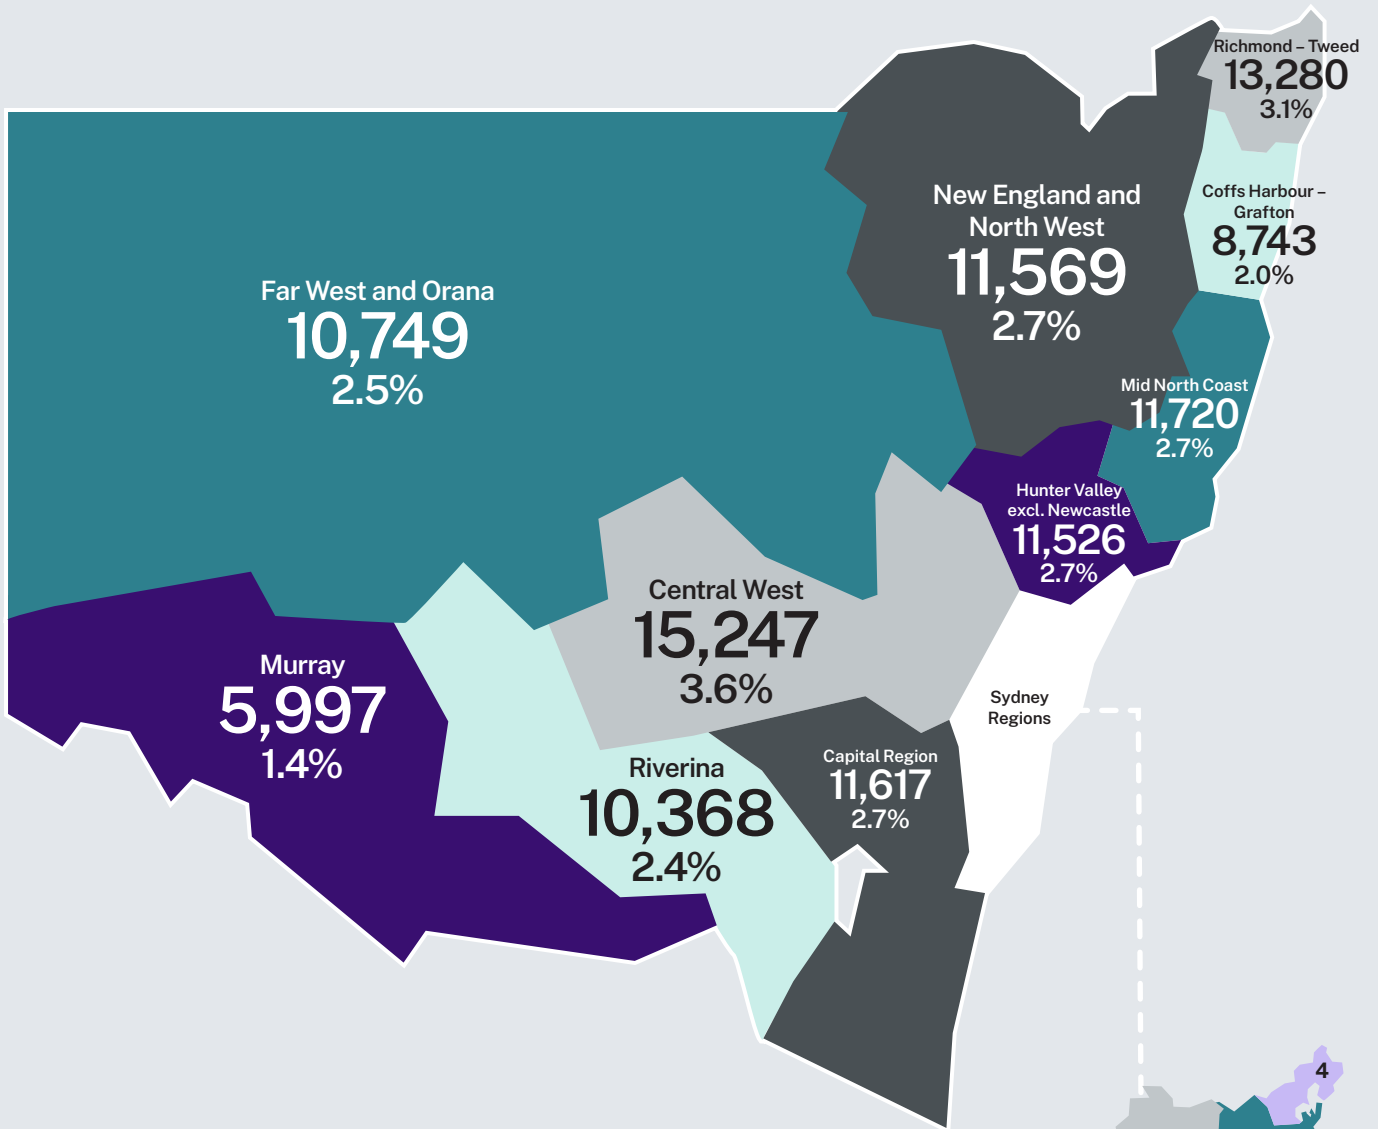 Richmond – Tweed
13,280
3.1%
New England and
North West
11,569
2.7%
Coffs Harbour –
Grafton
8,743
2.0%
Far West and Orana
10,749
2.5%
Mid North Coast
11,720
2.7%
Hunter Valley
excl. Newcastle
11,526
2.7%
Central West
15,247
3.6%
Murray
5,997
1.4%
Sydney
Regions
Riverina
10,368
2.4%
Capital Region
11,617
2.7%
4